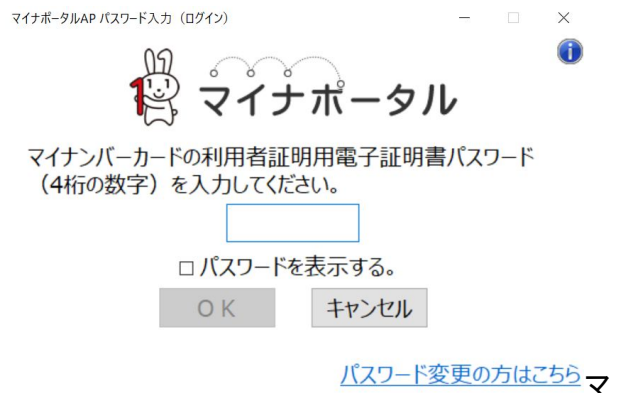 マイナポータルAP パスワード入力（ログイン）
マイナポータル
マイナンバーカードの利用者証明用電子証明書パスワード
（4桁の数字）を入力してください。
パスワードを表示する。
OK キャンセル
パスワード変更の方はこちら
マ